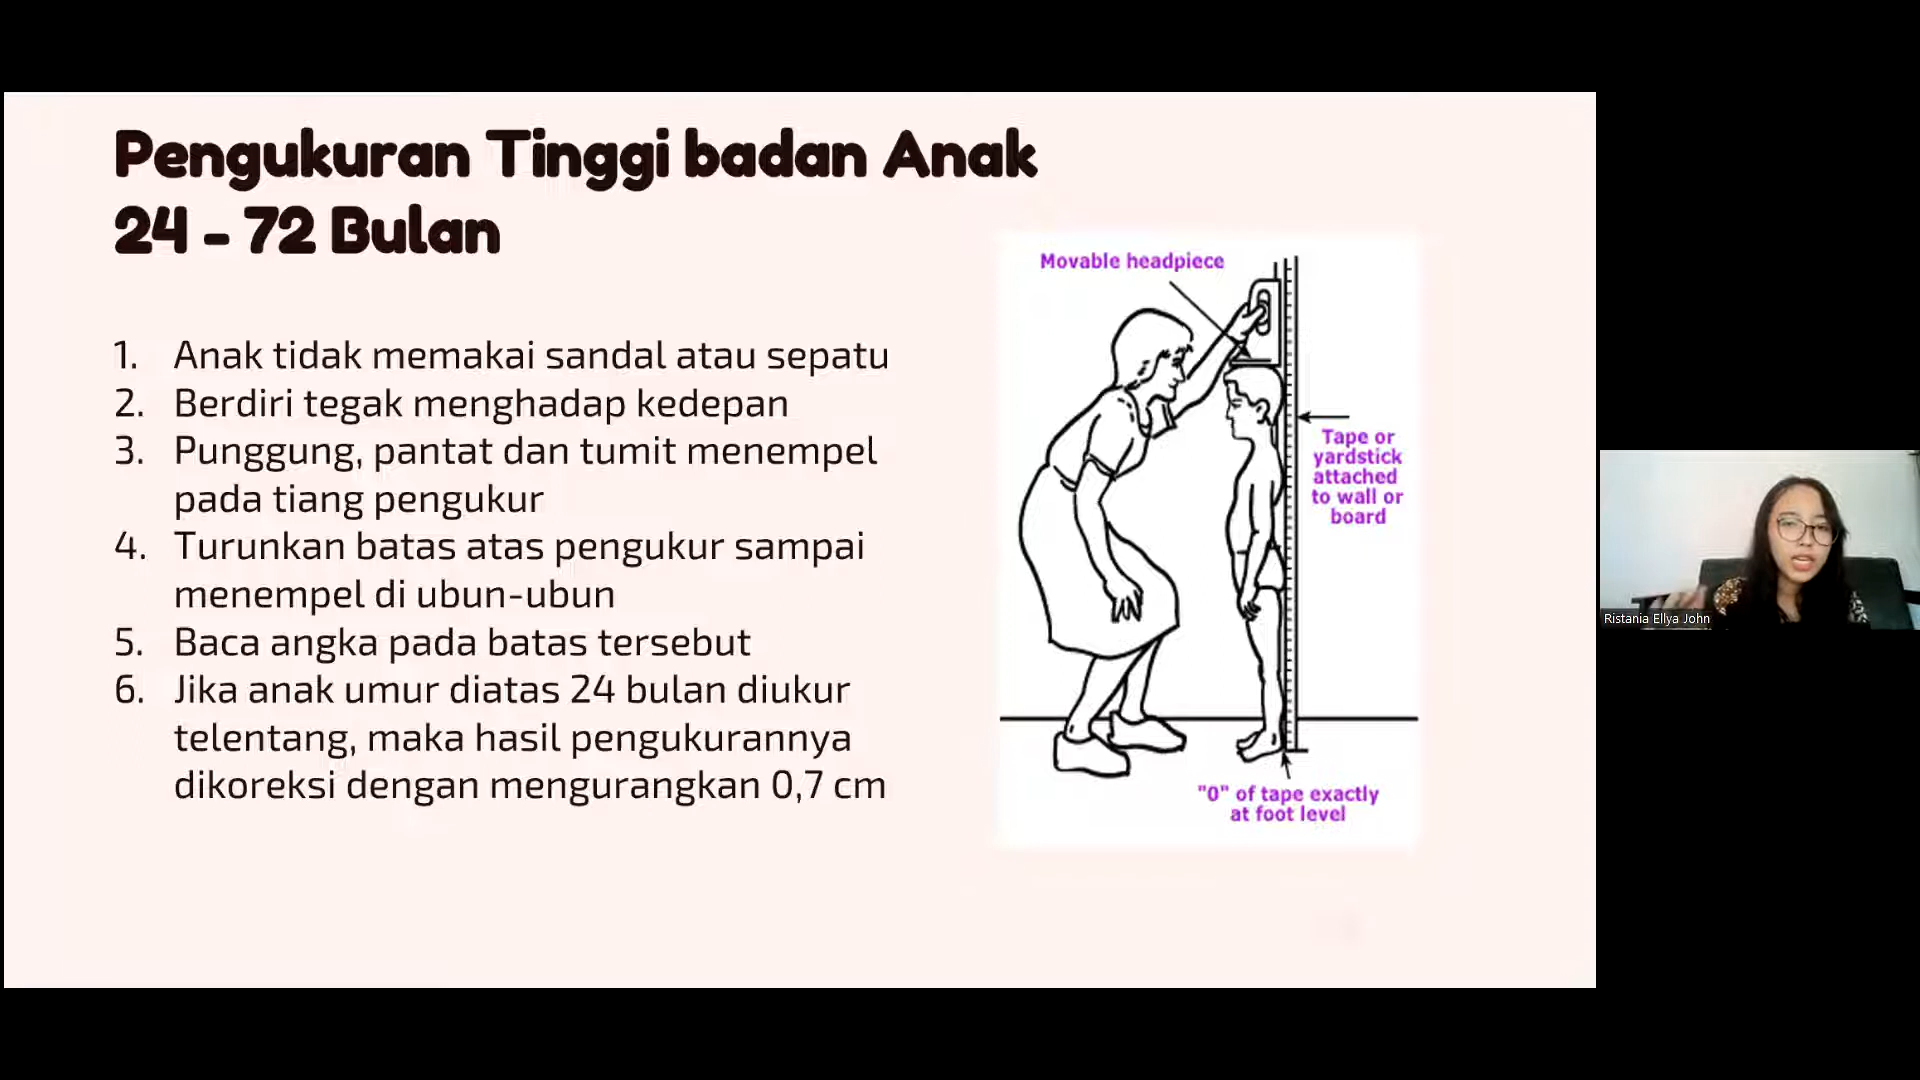 Pengukuran Tinggi badan Anak
24 - 72 Bulan
1. Anak tidak memakai sandal atau sepatu
2. Berdiri tegak menghadap kedepan
3. Punggung, pantat dan tumit menempel
pada tiang pengukur
4. Turunkan batas atas pengukur sampai
menempel di ubun-ubun
5. Baca angka pada batas tersebut
6. Jika anak umur diatas 24 bulan diukur
telentang, maka hasil pengukurannya
dikoreksi dengan mengurangkan 0,7 cm
Movable headpiece
Tape or
yardstick
attached
to wall or
board
"0" of tape exactly
at foot level
Ristania Ellya John